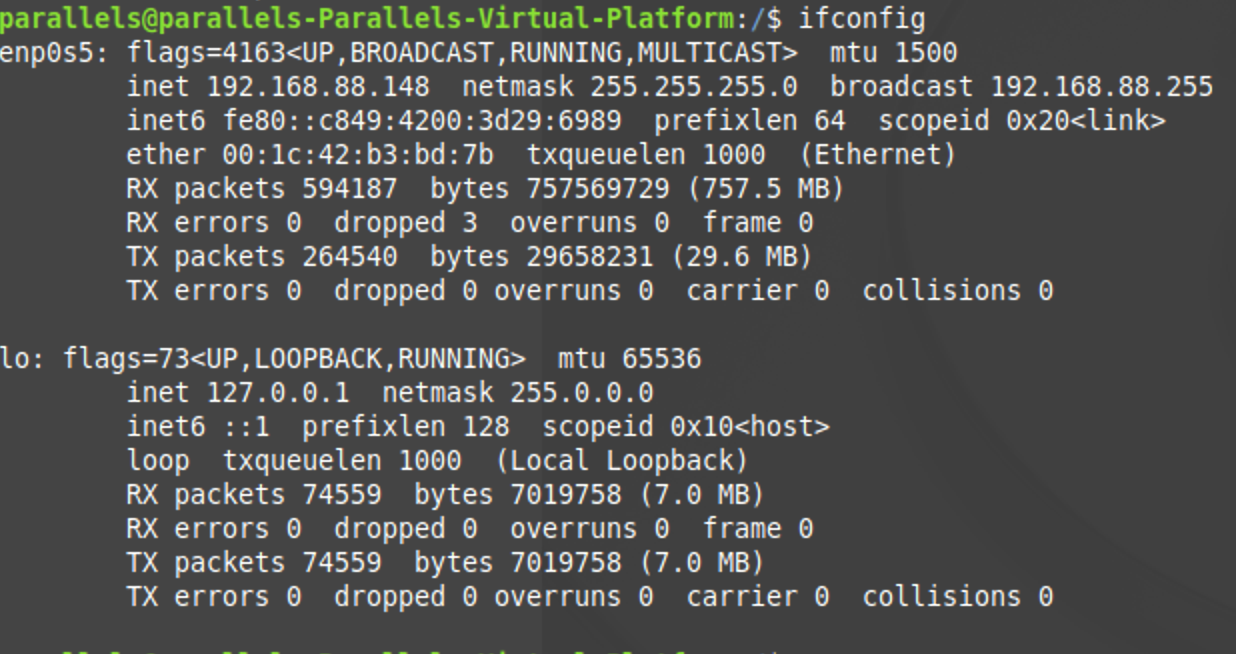 parallels@parallels-Parallels-Virtual-Platform:/$ ifconfig
enp0s5: flags=4163<UP,BROADCAST,RUNNING,MULTICAST>  mtu 1500
        inet 192.168.88.148  netmask 255.255.255.0  broadcast 192.168.88.255
        inet6 fe80::c849:4200:3d29:6989  prefixlen 64  scopeid 0x20<link>
        ether 00:1c:42:b3:bd:7b  txqueuelen 1000  (Ethernet)
        RX packets 594187  bytes 757569729 (757.5 MB)
        RX errors 0  dropped 3  overruns 0  frame 0
        TX packets 264540  bytes 29658231 (29.6 MB)
        TX errors 0  dropped 0 overruns 0  carrier 0  collisions 0

lo: flags=73<UP,LOOPBACK,RUNNING>  mtu 65536
        inet 127.0.0.1  netmask 255.0.0.0
        inet6 ::1  prefixlen 128  scopeid 0x10<host>
        loop  txqueuelen 1000  (Local Loopback)
        RX packets 74559  bytes 7019758 (7.0 MB)
        RX errors 0  dropped 0  overruns 0  frame 0
        TX packets 74559  bytes 7019758 (7.0 MB)
        TX errors 0  dropped 0 overruns 0  carrier 0  collisions 0